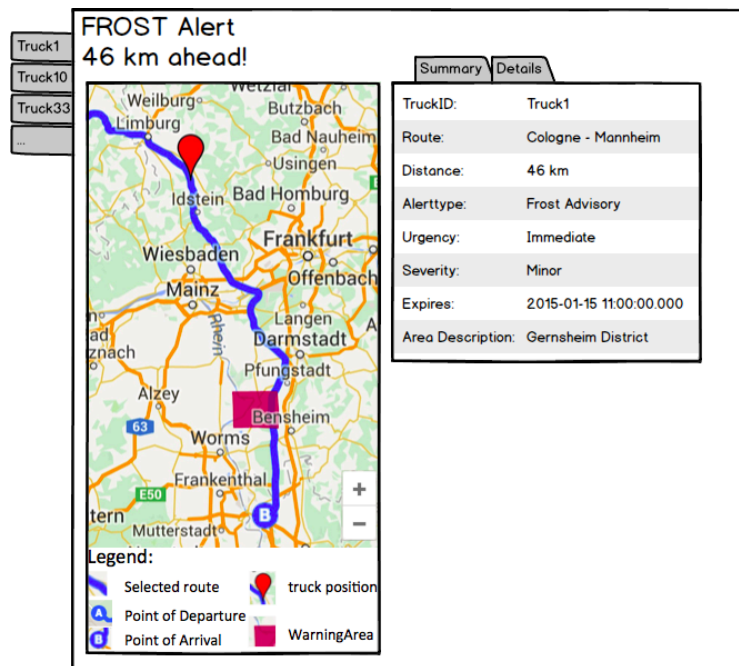 FROST Alert
46 km ahead!
Truck1
Truck10
Truck33
...
Wetzlar
Weilburg
Butzbach
Limburg
Bad Nauheim
Usingen
Idstein
Bad Homburg
Frankfurt
Wiesbaden
Offenbach
Mainz
Rhein
Langen
Darmstadt
Pfungstadt
Alzey
Bensheim
63
Worms
Frankenthal
E50
B
Mutterstadt
+
−
Legend:
Selected route
truck position
A Point of Departure
B Point of Arrival
WarningArea
Summary Details
TruckID: Truck1
Route: Cologne - Mannheim
Distance: 46 km
Alerttype: Frost Advisory
Urgency: Immediate
Severity: Minor
Expires: 2015-01-15 11:00:00.000
Area Description: Gernsheim District